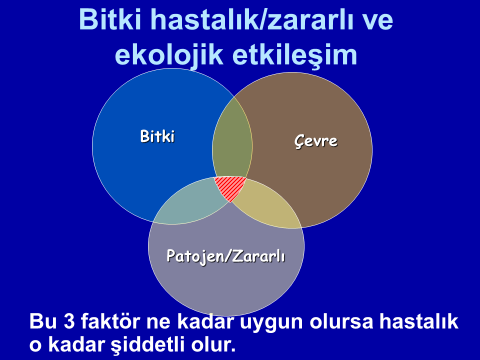 Bitki hastalık/zararlı ve
ekolojik etkileşim
Bitki
Çevre
Patojen/Zararlı
Bu 3 faktör ne kadar uygun olursa hastalık
o kadar şiddetli olur.